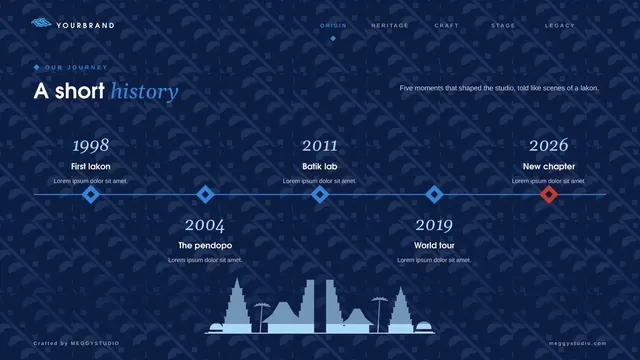 YOURBRAND
ORIGIN HERITAGE CRAFT STAGE LEGACY
OUR JOURNEY
A short history
Five moments that shaped the studio, told like scenes of a lakon.
1998
First lakon
Lorem ipsum dolor sit amet.
2011
Batik lab
Lorem ipsum dolor sit amet.
2026
New chapter
Lorem ipsum dolor sit amet
2004
The pendopo
Lorem ipsum dolor sit amet.
2019
World tour
Lorem ipsum dolor sit amet.
Crafted by MEGGYSTUDIO
meggystudio.com